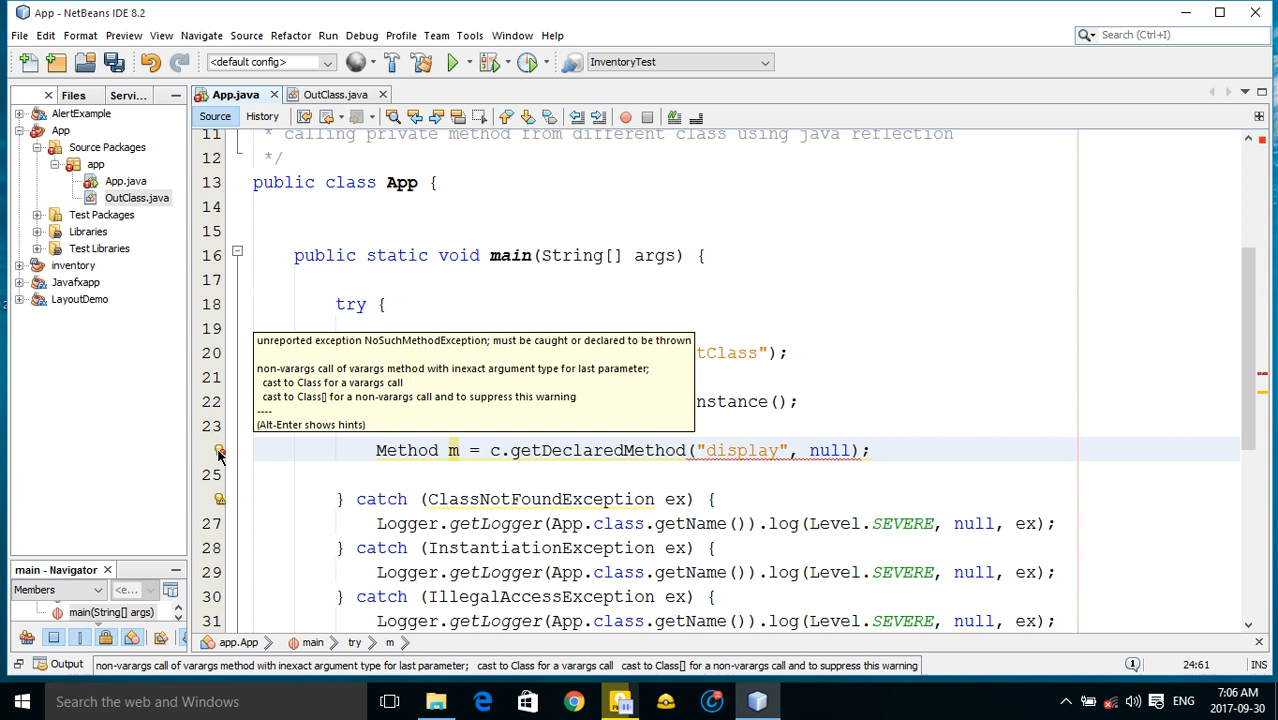 App - NetBeans IDE 8.2
File Edit Format Preview View Navigate Source Refactor Run Debug Profile Team Tools Window Help
Search (Ctrl+I)
<default config>
InventoryTest
Files Servi...
App.java OutClass.java
Source History
AlertExample
App
Source Packages
app
App.java
OutClass.java
Test Packages
Libraries
Test Libraries
inventory
Javafxapp
LayoutDemo
11 * calling private method from different class using java reflection
12 */
13 public class App {
14
15
16 public static void main(String[] args) {
17
18 try {
19
20 tClass");
21
22 nstance();
23
unreported exception NoSuchMethodException; must be caught or declared to be thrown
non-varargs call of varargs method with inexact argument type for last parameter;
cast to Class for a varargs call
cast to Class[] for a non-varargs call and to suppress this warning
----
(Alt-Enter shows hints)
Method m = c.getDeclaredMethod("display", null);
25
} catch (ClassNotFoundException ex) {
27 Logger.getLogger(App.class.getName()).log(Level.SEVERE, null, ex);
28 } catch (InstantiationException ex) {
29 Logger.getLogger(App.class.getName()).log(Level.SEVERE, null, ex);
30 } catch (IllegalAccessException ex) {
31 Logger.getLogger(App.class.getName()).log(Level.SEVERE, null, ex);
main - Navigator
Members <e...
main(String[] args)
app.App main try m
Output
non-varargs call of varargs method with inexact argument type for last parameter; cast to Class for a varargs call cast to Class[] for a non-varargs call and to suppress this warning
1
24:61 INS
Search the web and Windows
ENG
7:06 AM
2017-09-30